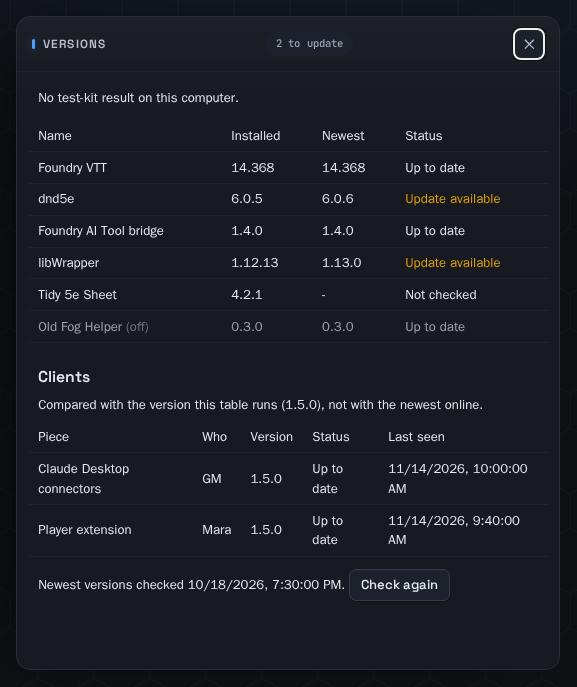 VERSIONS
2 to update
No test-kit result on this computer.
Name Installed Newest Status
Foundry VTT 14.368 14.368 Up to date
dnd5e 6.0.5 6.0.6 Update available
Foundry AI Tool bridge 1.4.0 1.4.0 Up to date
libWrapper 1.12.13 1.13.0 Update available
Tidy 5e Sheet 4.2.1 - Not checked
Old Fog Helper (off) 0.3.0 0.3.0 Up to date
Clients
Compared with the version this table runs (1.5.0), not with the newest online.
Piece Who Version Status Last seen
Claude Desktop connectors GM 1.5.0 Up to date 11/14/2026, 10:00:00 AM
Player extension Mara 1.5.0 Up to date 11/14/2026, 9:40:00 AM
Newest versions checked 10/18/2026, 7:30:00 PM. Check again